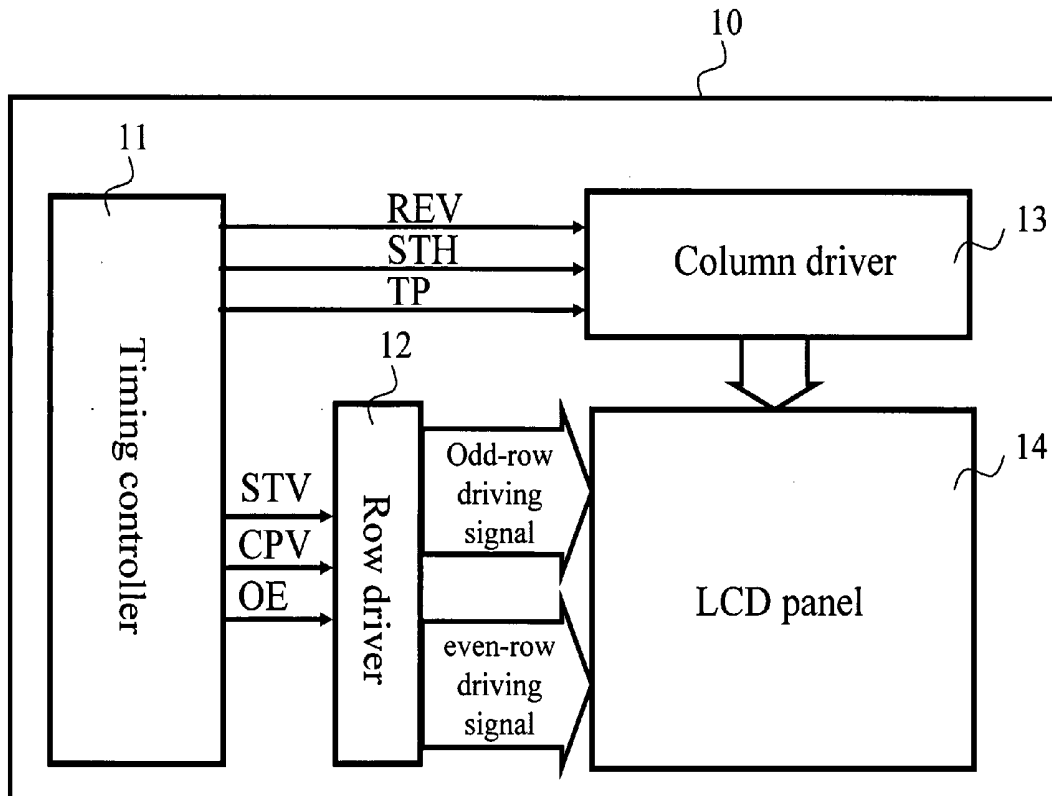 10
11
REV
STH
TP
Column driver
13
Timing controller
12
STV
CPV
OE
Row driver
Odd-row
driving
signal
even-row
driving
signal
LCD panel
14